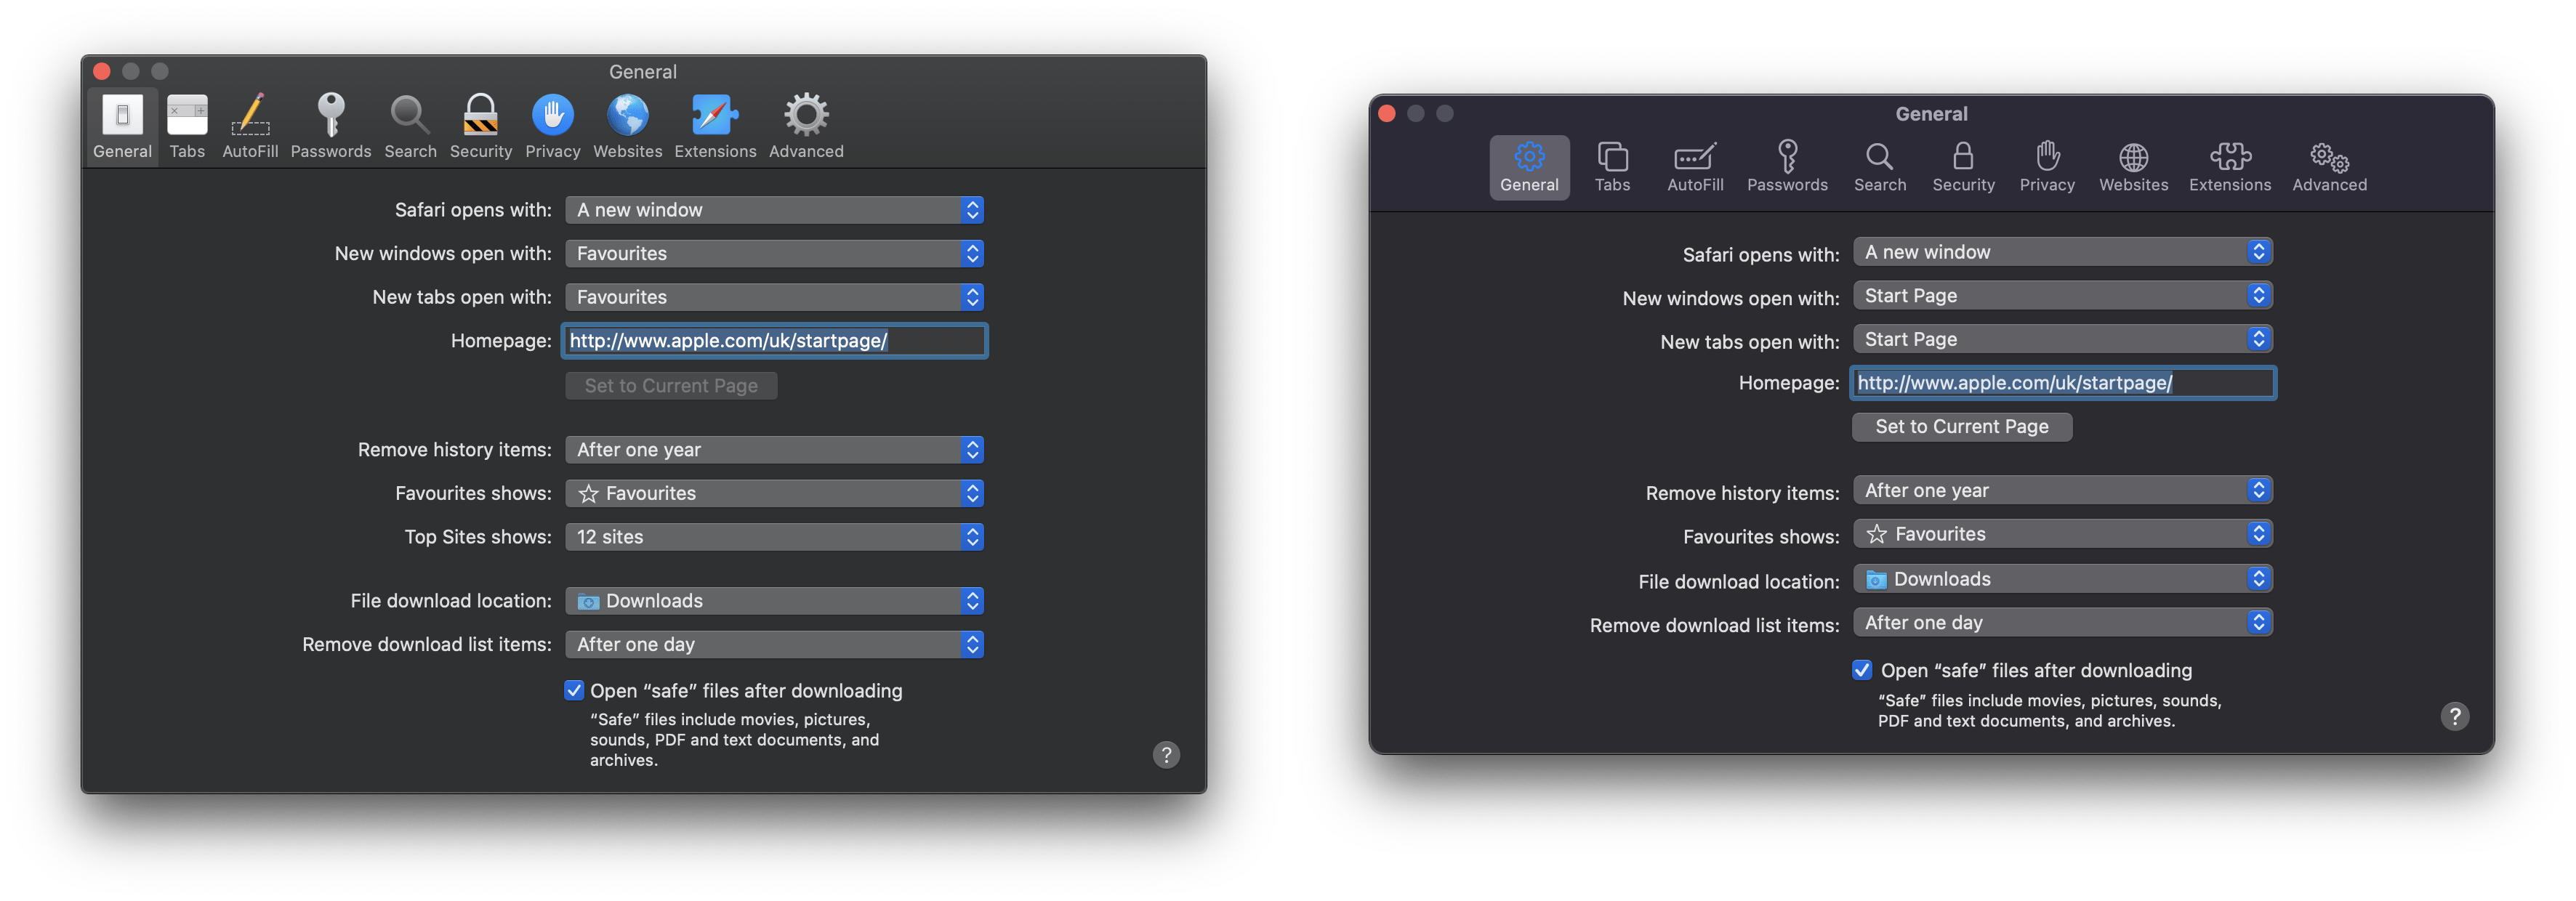 General
General Tabs AutoFill Passwords Search Security Privacy Websites Extensions Advanced
Safari opens with: A new window
New windows open with: Favourites
New tabs open with: Favourites
Homepage: http://www.apple.com/uk/startpage/
Set to Current Page
Remove history items: After one year
Favourites shows: Favourites
Top Sites shows: 12 sites
File download location: Downloads
Remove download list items: After one day
Open “safe” files after downloading
“Safe” files include movies, pictures,
sounds, PDF and text documents, and
archives.
?
General
General Tabs AutoFill Passwords Search Security Privacy Websites Extensions Advanced
Safari opens with: A new window
New windows open with: Start Page
New tabs open with: Start Page
Homepage: http://www.apple.com/uk/startpage/
Set to Current Page
Remove history items: After one year
Favourites shows: Favourites
File download location: Downloads
Remove download list items: After one day
Open “safe” files after downloading
“Safe” files include movies, pictures, sounds,
PDF and text documents, and archives.
?